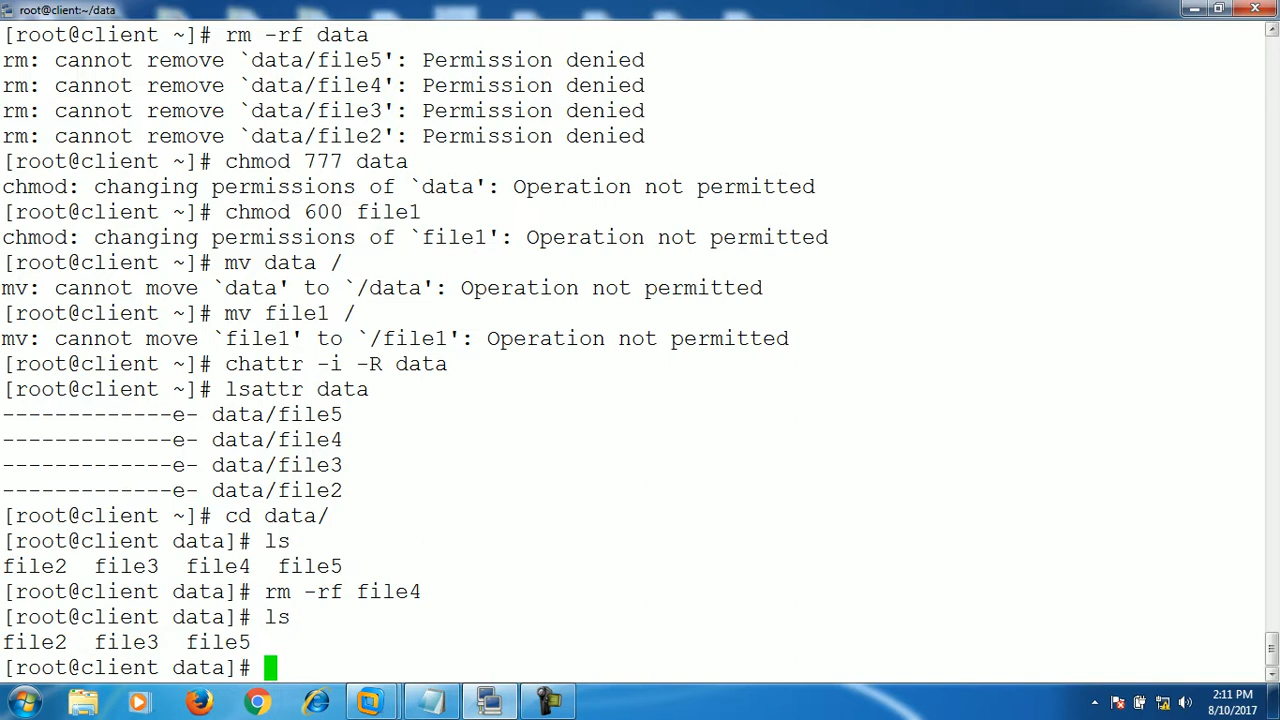 root@client:~/data
[root@client ~]# rm -rf data
rm: cannot remove `data/file5': Permission denied
rm: cannot remove `data/file4': Permission denied
rm: cannot remove `data/file3': Permission denied
rm: cannot remove `data/file2': Permission denied
[root@client ~]# chmod 777 data
chmod: changing permissions of `data': Operation not permitted
[root@client ~]# chmod 600 file1
chmod: changing permissions of `file1': Operation not permitted
[root@client ~]# mv data /
mv: cannot move `data' to `/data': Operation not permitted
[root@client ~]# mv file1 /
mv: cannot move `file1' to `/file1': Operation not permitted
[root@client ~]# chattr -i -R data
[root@client ~]# lsattr data
-------------e- data/file5
-------------e- data/file4
-------------e- data/file3
-------------e- data/file2
[root@client ~]# cd data/
[root@client data]# ls
file2  file3  file4  file5
[root@client data]# rm -rf file4
[root@client data]# ls
file2  file3  file5
[root@client data]#
2:11 PM
8/10/2017